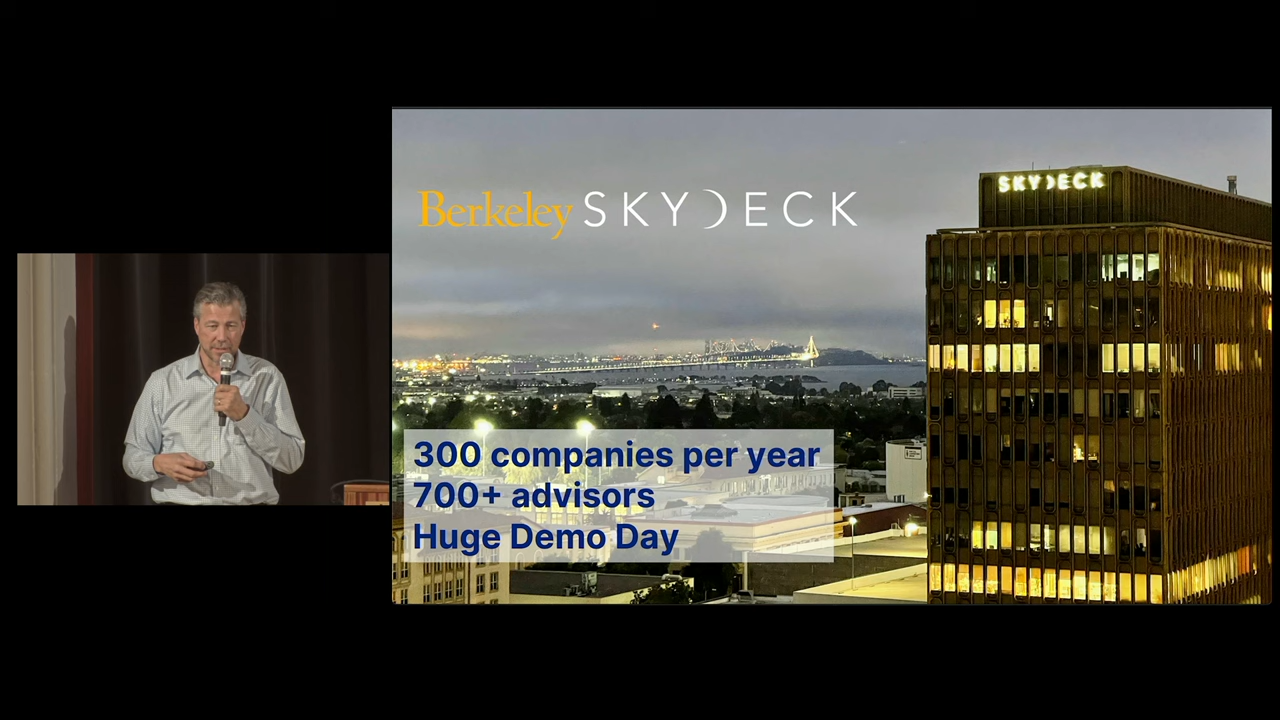 Berkeley SKYDECK
SKYDECK
300 companies per year
700+ advisors
Huge Demo Day